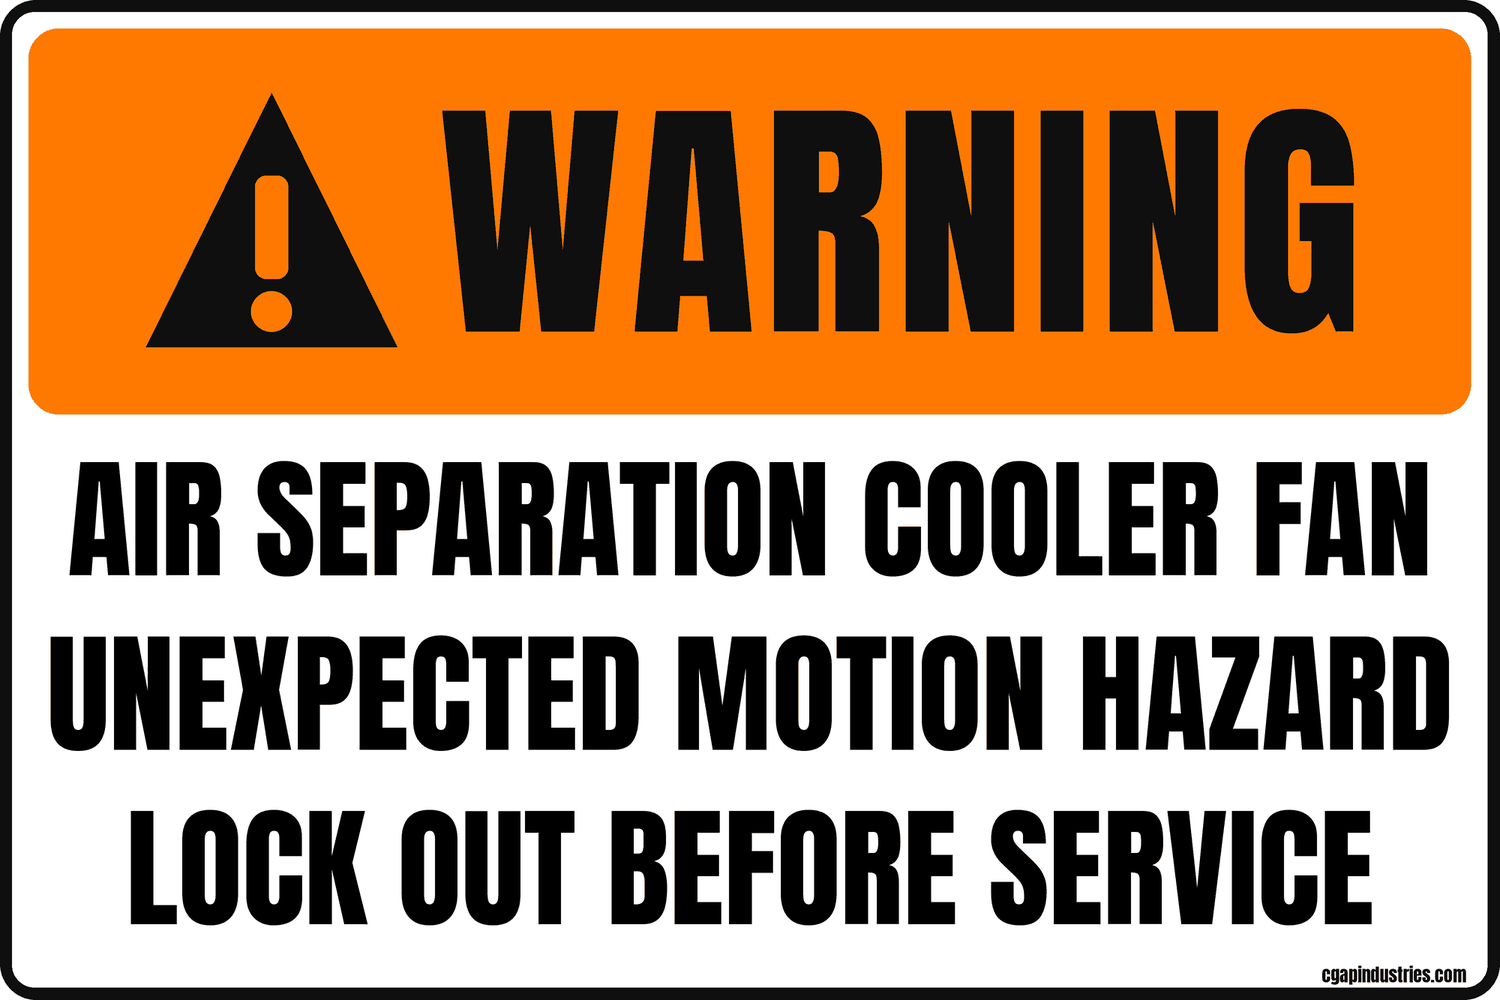 WARNING
AIR SEPARATION COOLER FAN
UNEXPECTED MOTION HAZARD
LOCK OUT BEFORE SERVICE
cgapindustries.com